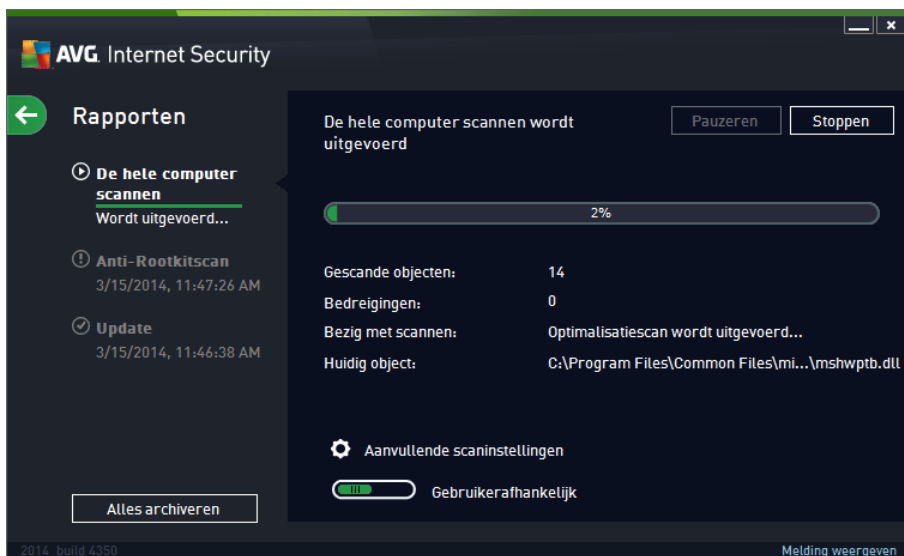 AVG. Internet Security
Rapporten
De hele computer
scannen
Wordt uitgevoerd...
Anti-Rootkitscan
3/15/2014, 11:47:26 AM
Update
3/15/2014, 11:46:38 AM
Alles archiveren
De hele computer scannen wordt
uitgevoerd
Pauzeren
Stoppen
2%
Gescande objecten: 14
Bedreigingen: 0
Bezig met scannen: Optimalisatiescan wordt uitgevoerd...
Huidig object: C:\Program Files\Common Files\mi...\mshwptb.dll
Aanvullende scaninstellingen
Gebruikerafhankelijk
2014 build 4350
Melding weergeven